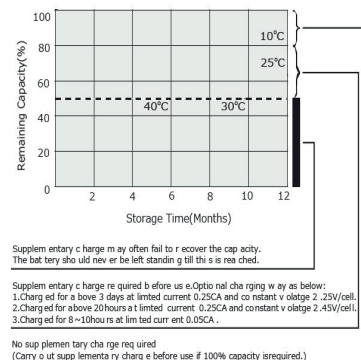 100
80
60
40
20
0
Remaining Capacity(%)
10℃
25℃
40℃
30℃
2 4 6 8 10 12
Storage Time(Months)
Supplem entary c harge m ay often fail to r ecover the cap acity.
The bat tery sho uld nev er be left standin g till thi s is rea ched.
Supplem entary c harge re quired b efore us e.Optio nal cha rging w ay as below:
1.Charg ed for a bove 3 days at limted current 0.25CA and co nstant v olatge 2 .25V/cell.
2.Charg ed for above 20hours a t limted current 0.25CA and constant v olatge 2 .45V/cell.
3.Charg ed for 8~10hou rs at lim ted curr ent 0.05CA .
No sup plemen tary cha rge req uired
(Carry o ut supp lementa ry charg e before use if 100% capacity isrequired.)